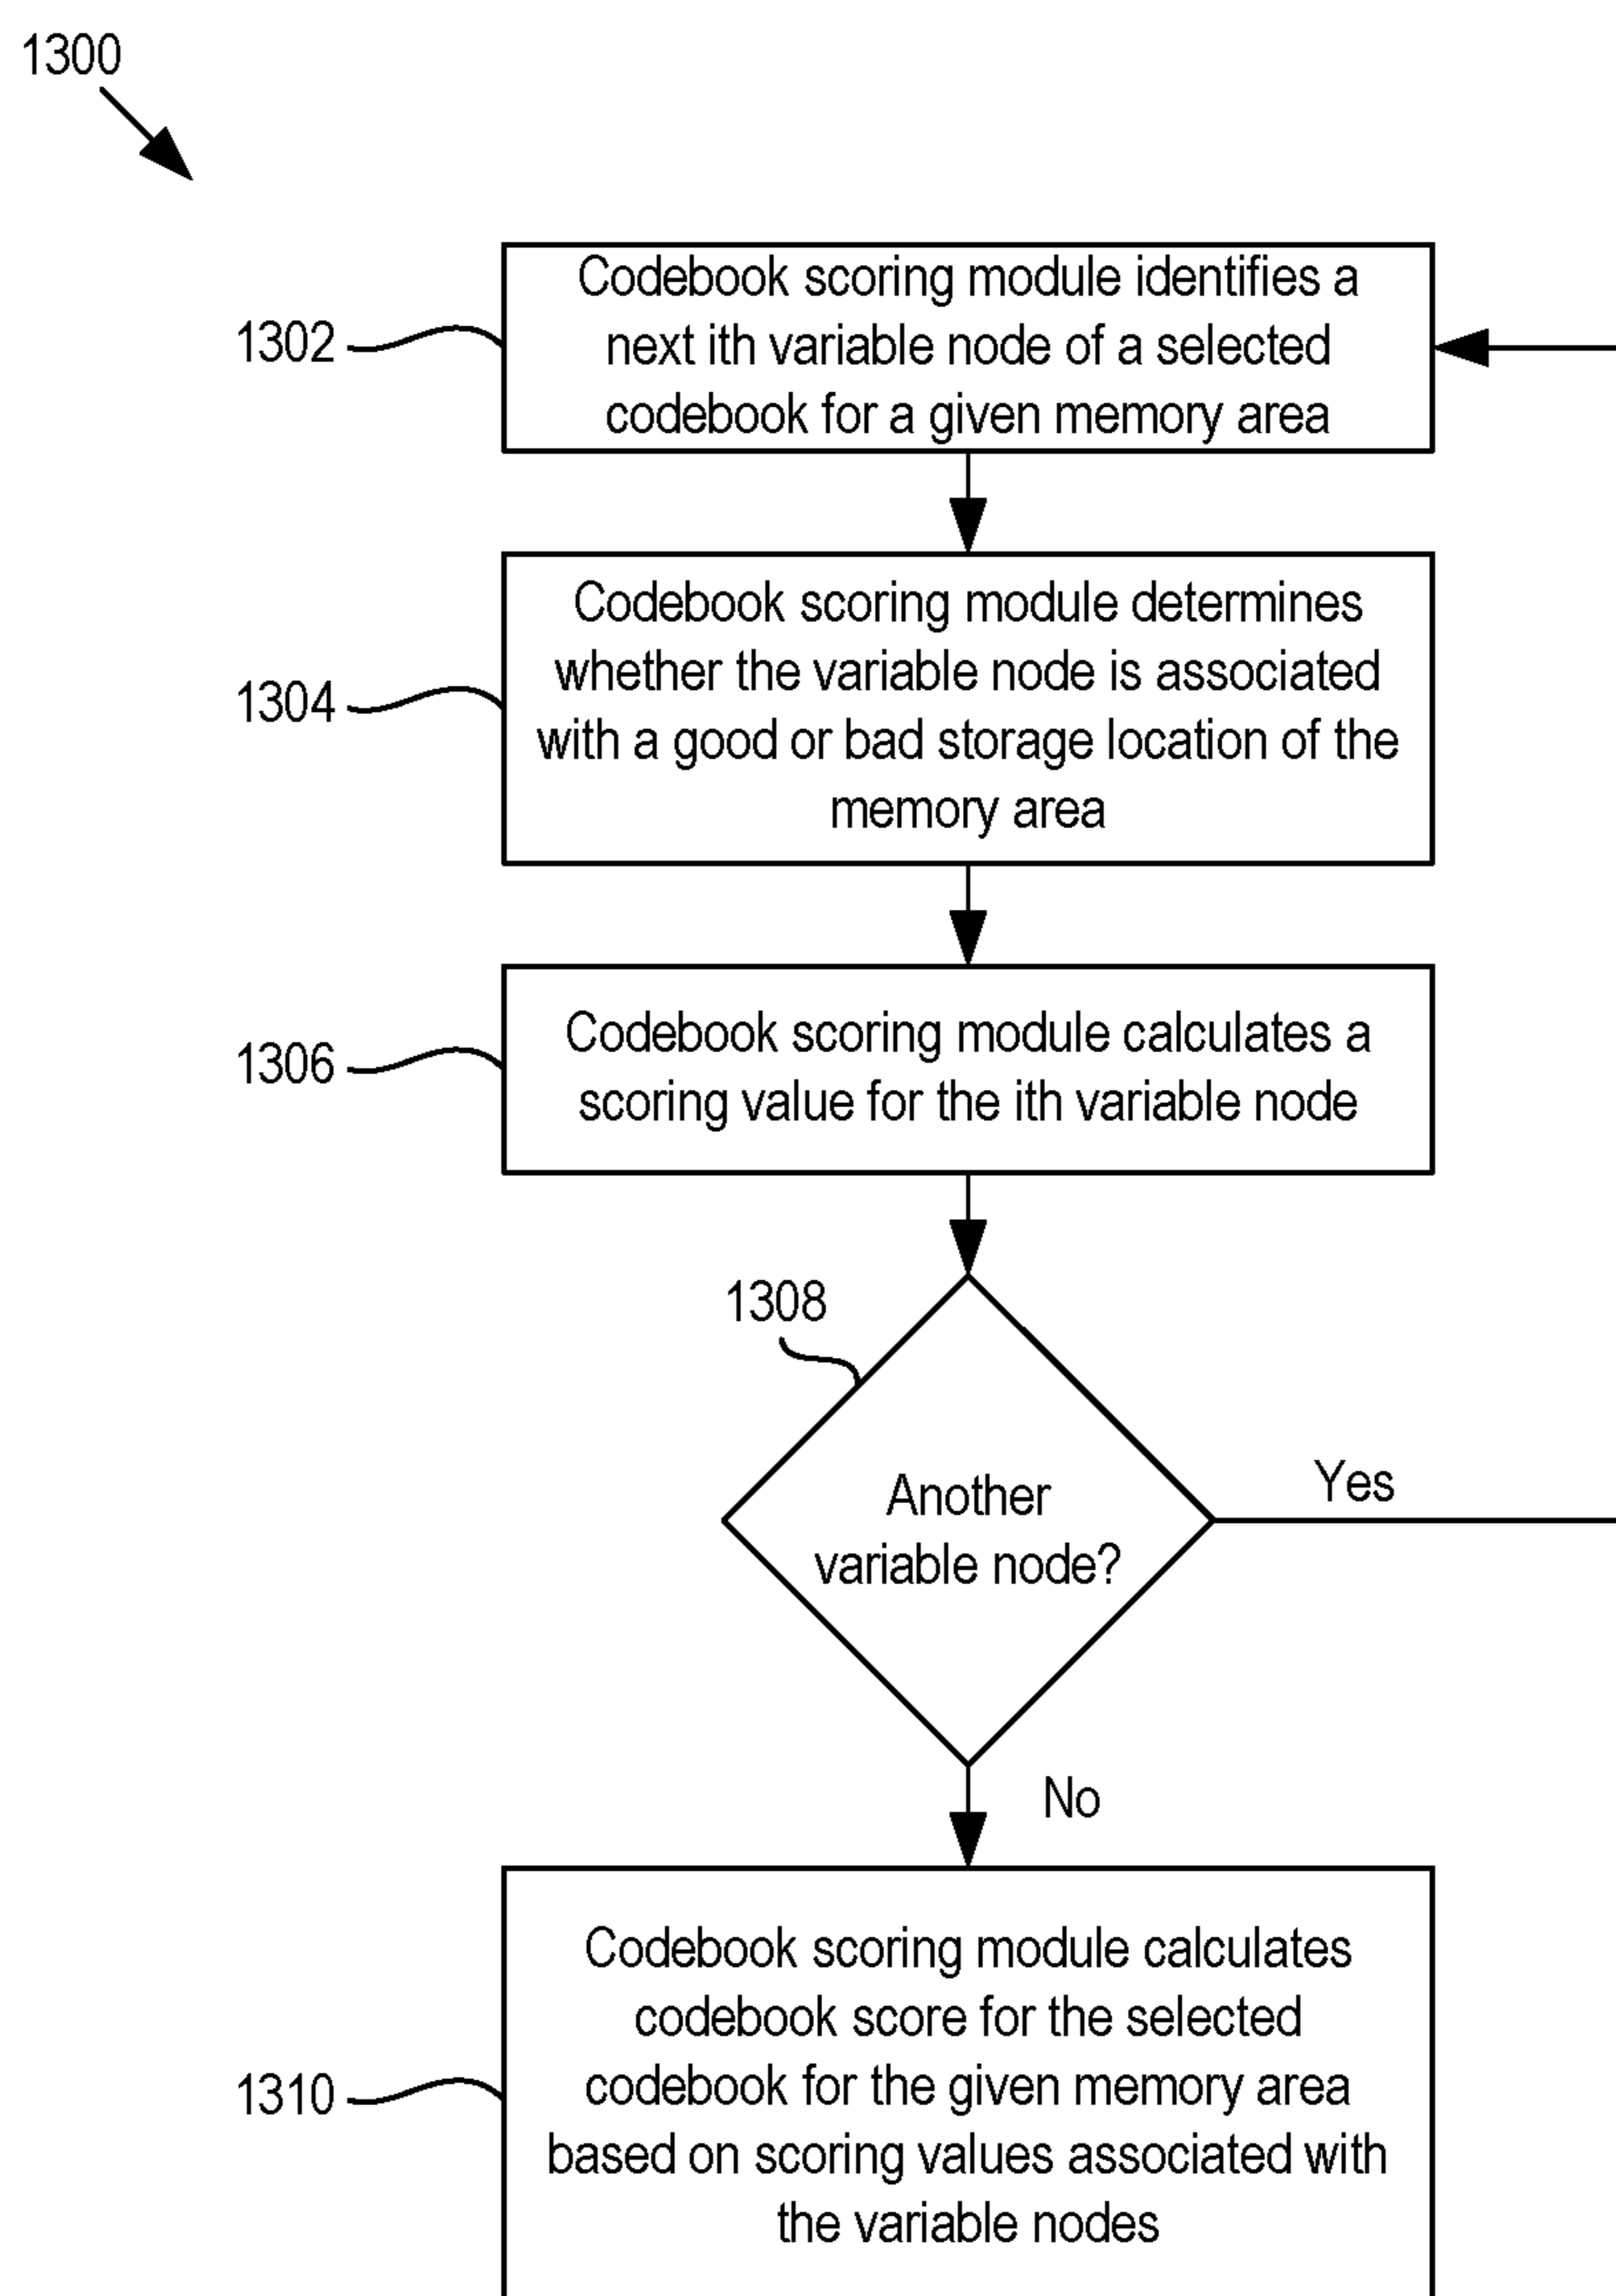 1300
Codebook scoring module identifies a
next ith variable node of a selected
codebook for a given memory area
1302
Codebook scoring module determines
whether the variable node is associated
with a good or bad storage location of the
memory area
1304
Codebook scoring module calculates a
scoring value for the ith variable node
1306
1308
Another
variable node?
Yes
No
Codebook scoring module calculates
codebook score for the selected
codebook for the given memory area
based on scoring values associated with
the variable nodes
1310